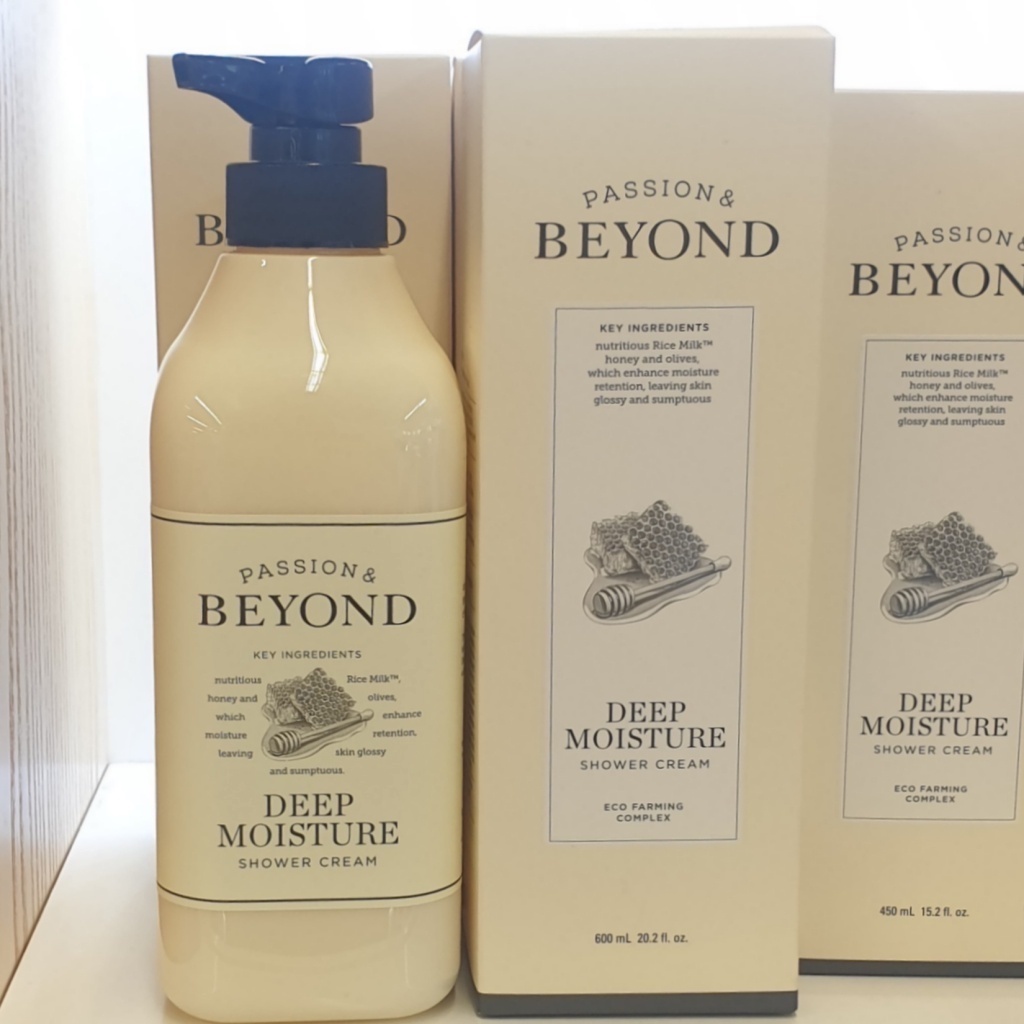 PASSION &
BEYOND
KEY INGREDIENTS
nutritious Rice Milk™,
honey and olives,
which enhance
moisture retention,
leaving skin glossy
and sumptuous.
DEEP
MOISTURE
SHOWER CREAM
PASSION &
BEYOND
KEY INGREDIENTS
nutritious Rice Milk™
honey and olives,
which enhance moisture
retention, leaving skin
glossy and sumptuous
DEEP
MOISTURE
SHOWER CREAM
ECO FARMING
COMPLEX
600 mL 20.2 fl. oz.
PASSION &
BEYON
KEY INGREDIENTS
nutritious Rice Milk™
honey and olives,
which enhance moisture
retention, leaving skin
glossy and sumptuous
DEEP
MOISTURE
SHOWER CREAM
ECO FARMING
COMPLEX
450 mL 15.2 fl. oz.